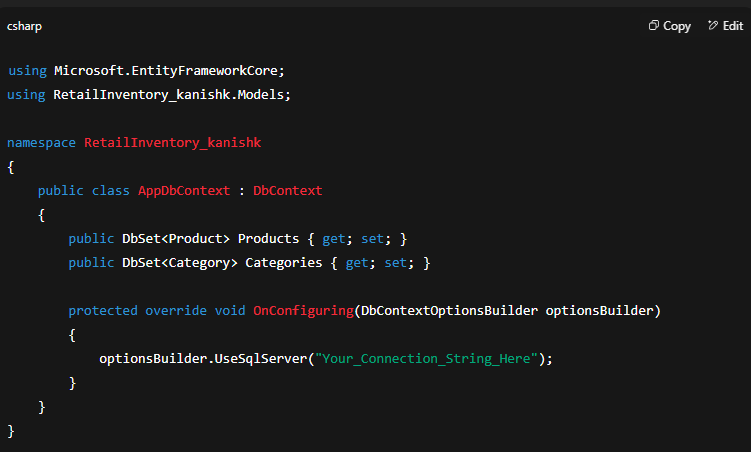 csharp
Copy
Edit
using Microsoft.EntityFrameworkCore;
using RetailInventory_kanishk.Models;
namespace RetailInventory_kanishk
{
public class AppDbContext : DbContext
{
public DbSet<Product> Products { get; set; }
public DbSet<Category> Categories { get; set; }
protected override void OnConfiguring(DbContextOptionsBuilder optionsBuilder)
{
optionsBuilder.UseSqlServer("Your_Connection_String_Here");
}
}
}